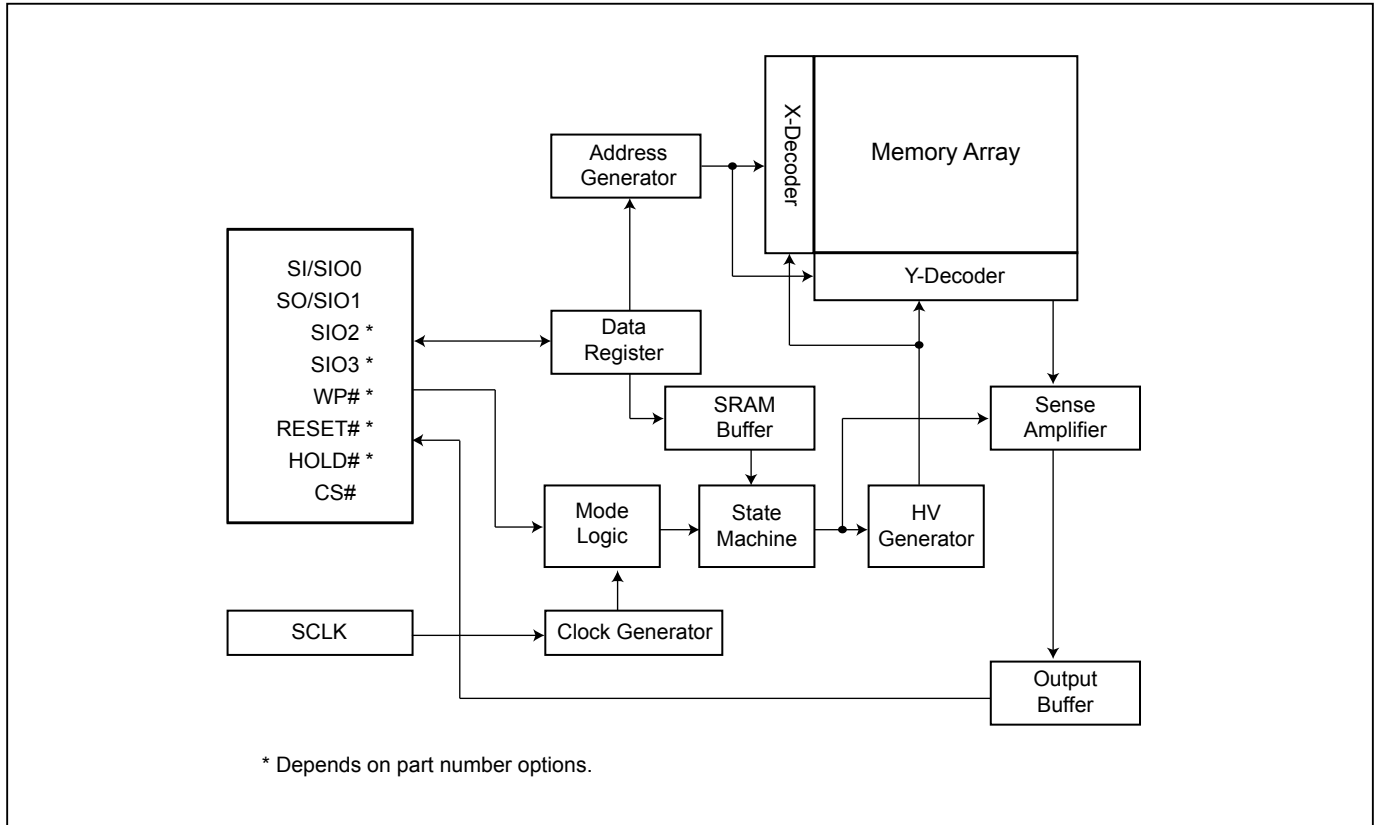 X-Decoder
Memory Array
Address
Generator
Y-Decoder
SI/SIO0
SO/SIO1
SIO2 *
SIO3 *
WP# *
RESET# *
HOLD# *
CS#
Data
Register
SRAM
Buffer
Sense
Amplifier
Mode
Logic
State
Machine
HV
Generator
SCLK
Clock Generator
Output
Buffer
* Depends on part number options.